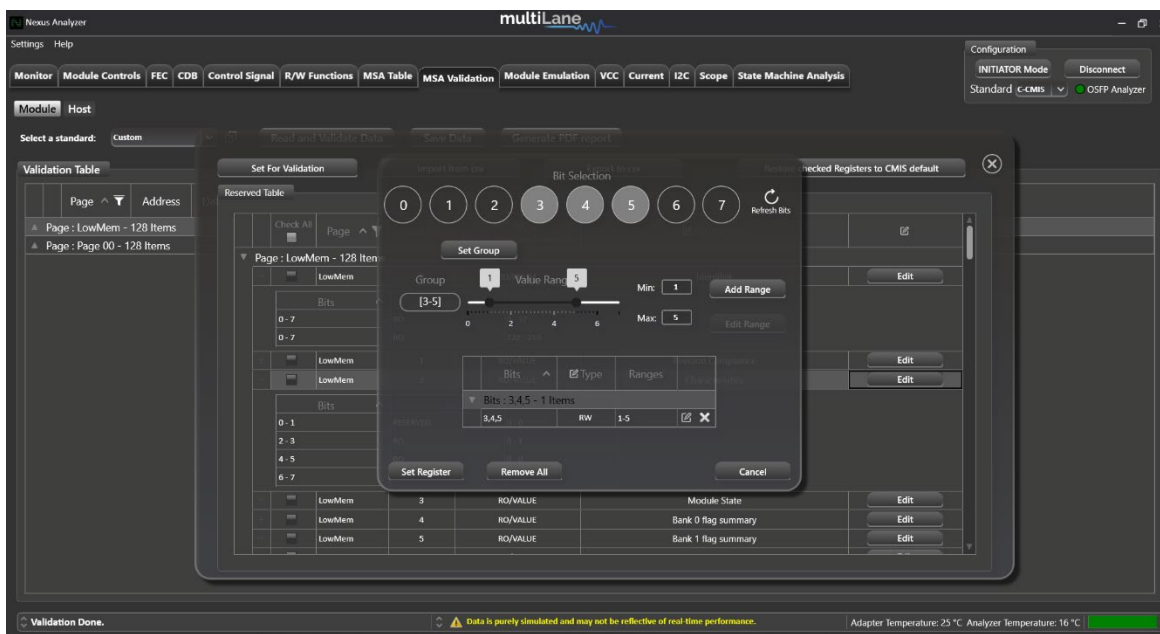 Nexus Analyzer
multiLane
Settings Help
Configuration
INITIATOR Mode Disconnect
Standard C-CMIS OSFP Analyzer
Monitor Module Controls FEC CDB Control Signal R/W Functions MSA Table MSA Validation Module Emulation VCC Current I2C Scope State Machine Analysis
Module Host
Select a standard: Custom Read and Validate Data Save Data Generate PDF report
Validation Table
Page Address
Page : LowMem - 128 Items
Page : Page 00 - 128 Items
Set For Validation checked Registers to CMIS default
Reserved Table
Check All Page
Page : LowMem - 128 Items
LowMem Edit
Bits
0 - 7
0 - 7
LowMem 1 Edit
LowMem 2 Edit
Bits
0 - 1
2 - 3
4 - 5
6 - 7
LowMem 3 RO/VALUE Module State Edit
LowMem 4 RO/VALUE Bank 0 flag summary Edit
LowMem 5 RO/VALUE Bank 1 flag summary Edit
Bit Selection
0 1 2 3 4 5 6 7 Refresh Bits
Set Group
Group 1 Value Rang 5 Min: 1 Add Range
[3-5]
0 2 4 6 Max: 5 Edit Range
Bits Type Ranges
Bits : 3,4,5 - 1 Items
3,4,5 RW 1-5
Set Register Remove All Cancel
Validation Done. Data is purely simulated and may not be reflective of real-time performance. Adapter Temperature: 25 °C Analyzer Temperature: 16 °C